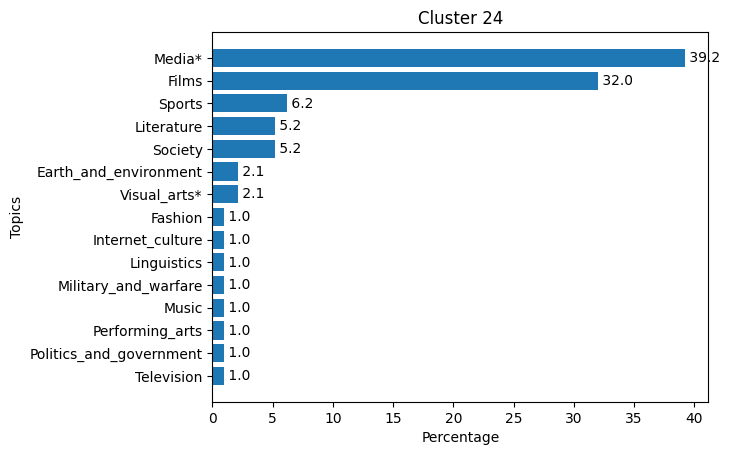 Cluster 24
Topics
Media* 39.2
Films 32.0
Sports 6.2
Literature 5.2
Society 5.2
Earth_and_environment 2.1
Visual_arts* 2.1
Fashion 1.0
Internet_culture 1.0
Linguistics 1.0
Military_and_warfare 1.0
Music 1.0
Performing_arts 1.0
Politics_and_government 1.0
Television 1.0
0 5 10 15 20 25 30 35 40
Percentage